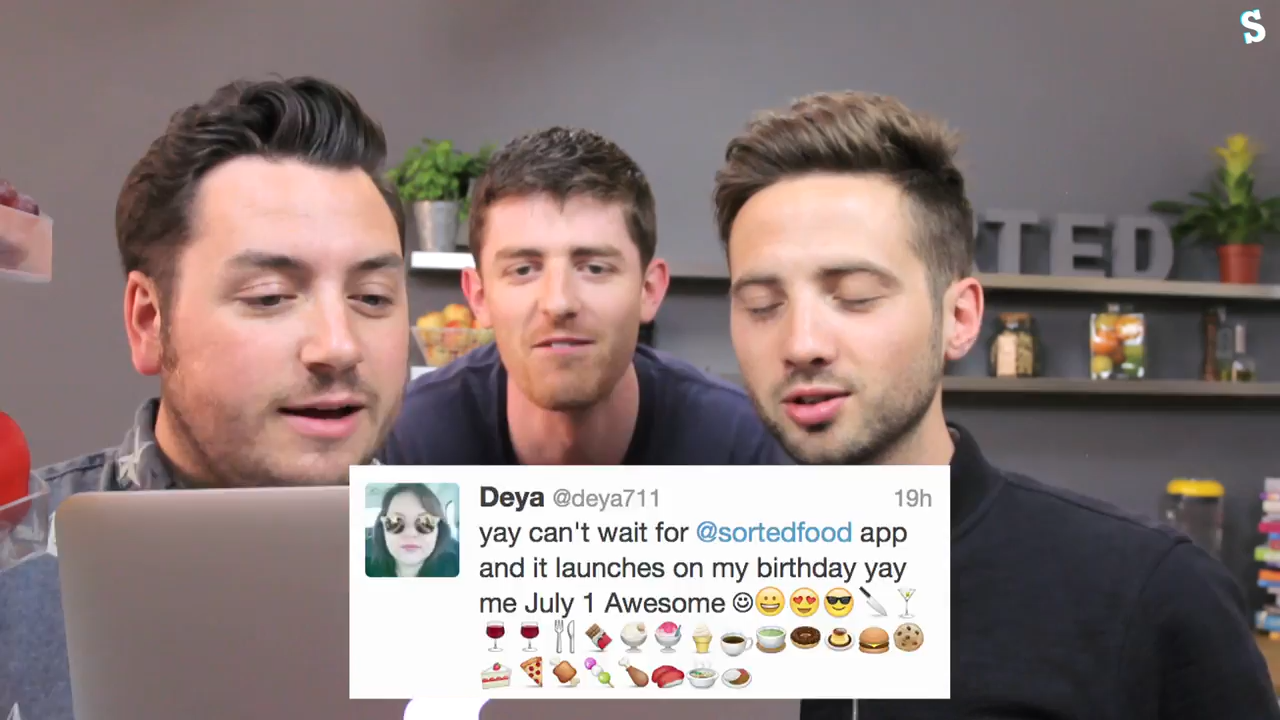 S
RTED
Deya @deya711 19h
yay can't wait for @sortedfood app
and it launches on my birthday yay
me July 1 Awesome ☺😀😍😎🔪🍸
🍷🍷🍴🍫🍨🍧🍦☕🍵🍩🍮🍔🍪
🍰🍕🍖🍡🍗🍣🍲🍛